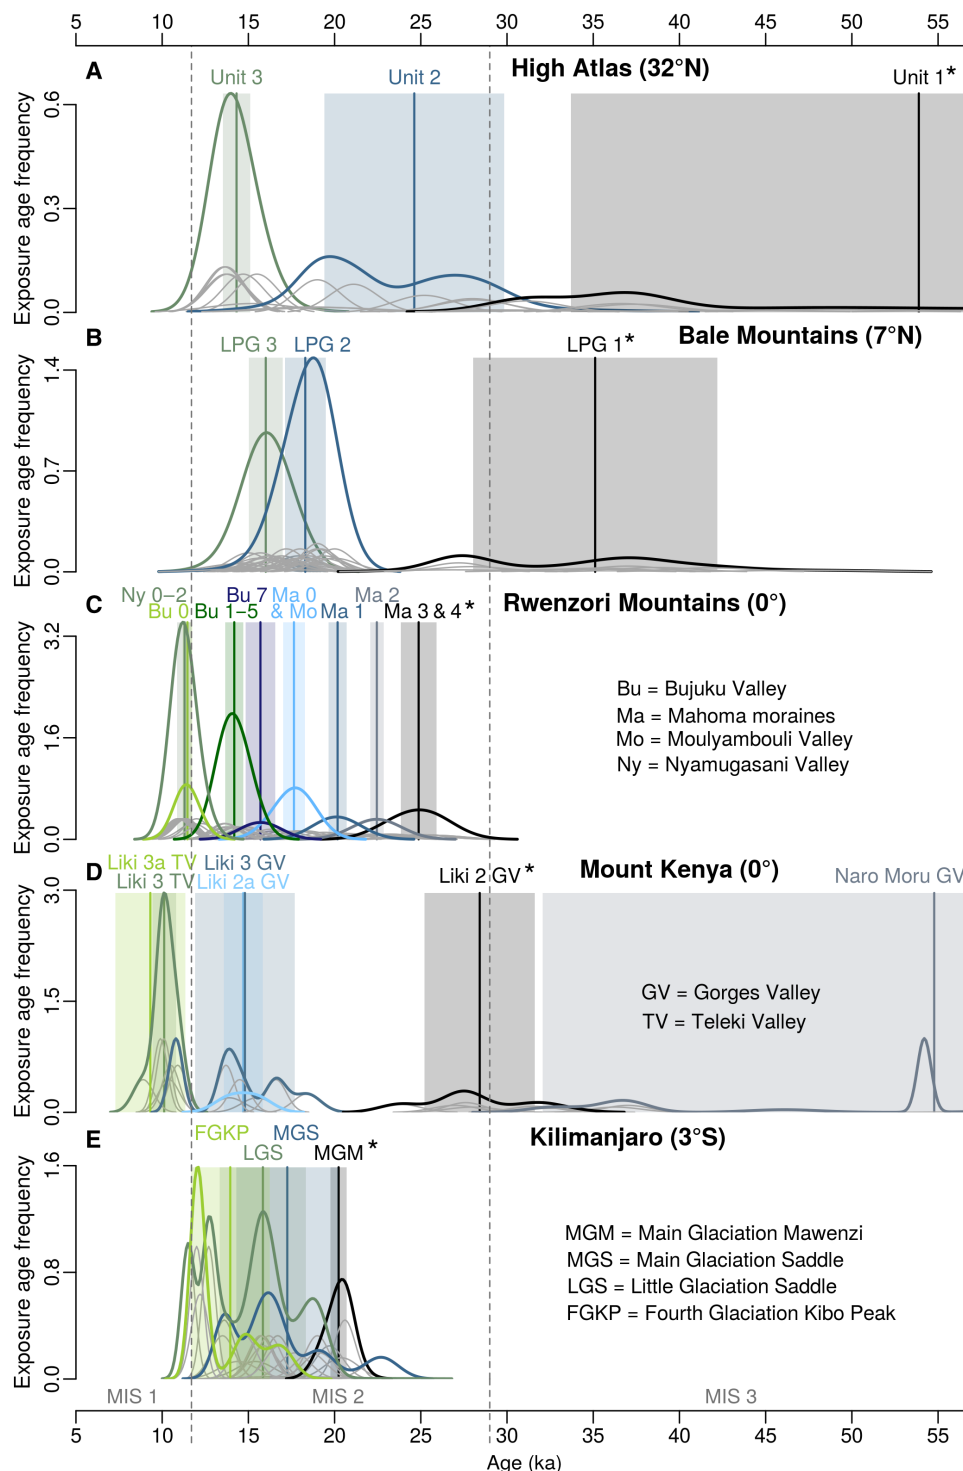 5 10 15 20 25 30 35 40 45 50 55
A High Atlas (32°N)
Unit 3 Unit 2 Unit 1*
Exposure age frequency
0.6
0.3
0.0
B Bale Mountains (7°N)
LPG 3 LPG 2 LPG 1*
Exposure age frequency
1.4
0.7
0.0
C Rwenzori Mountains (0°)
Ny 0–2 Bu 7 Ma 0 Ma 2
Bu 0 Bu 1–5 & Mo Ma 1 Ma 3 & 4*
Exposure age frequency
3.2
1.6
0.0
Bu = Bujuku Valley
Ma = Mahoma moraines
Mo = Moulyambouli Valley
Ny = Nyamugasani Valley
D Mount Kenya (0°)
Liki 3a TV Liki 3 GV
Liki 3 TV Liki 2a GV Liki 2 GV* Naro Moru GV
Exposure age frequency
3.0
1.5
0.0
GV = Gorges Valley
TV = Teleki Valley
E Kilimanjaro (3°S)
FGKP MGS
LGS MGM*
Exposure age frequency
1.6
0.8
0.0
MGM = Main Glaciation Mawenzi
MGS = Main Glaciation Saddle
LGS = Little Glaciation Saddle
FGKP = Fourth Glaciation Kibo Peak
MIS 1 MIS 2 MIS 3
5 10 15 20 25 30 35 40 45 50 55
Age (ka)